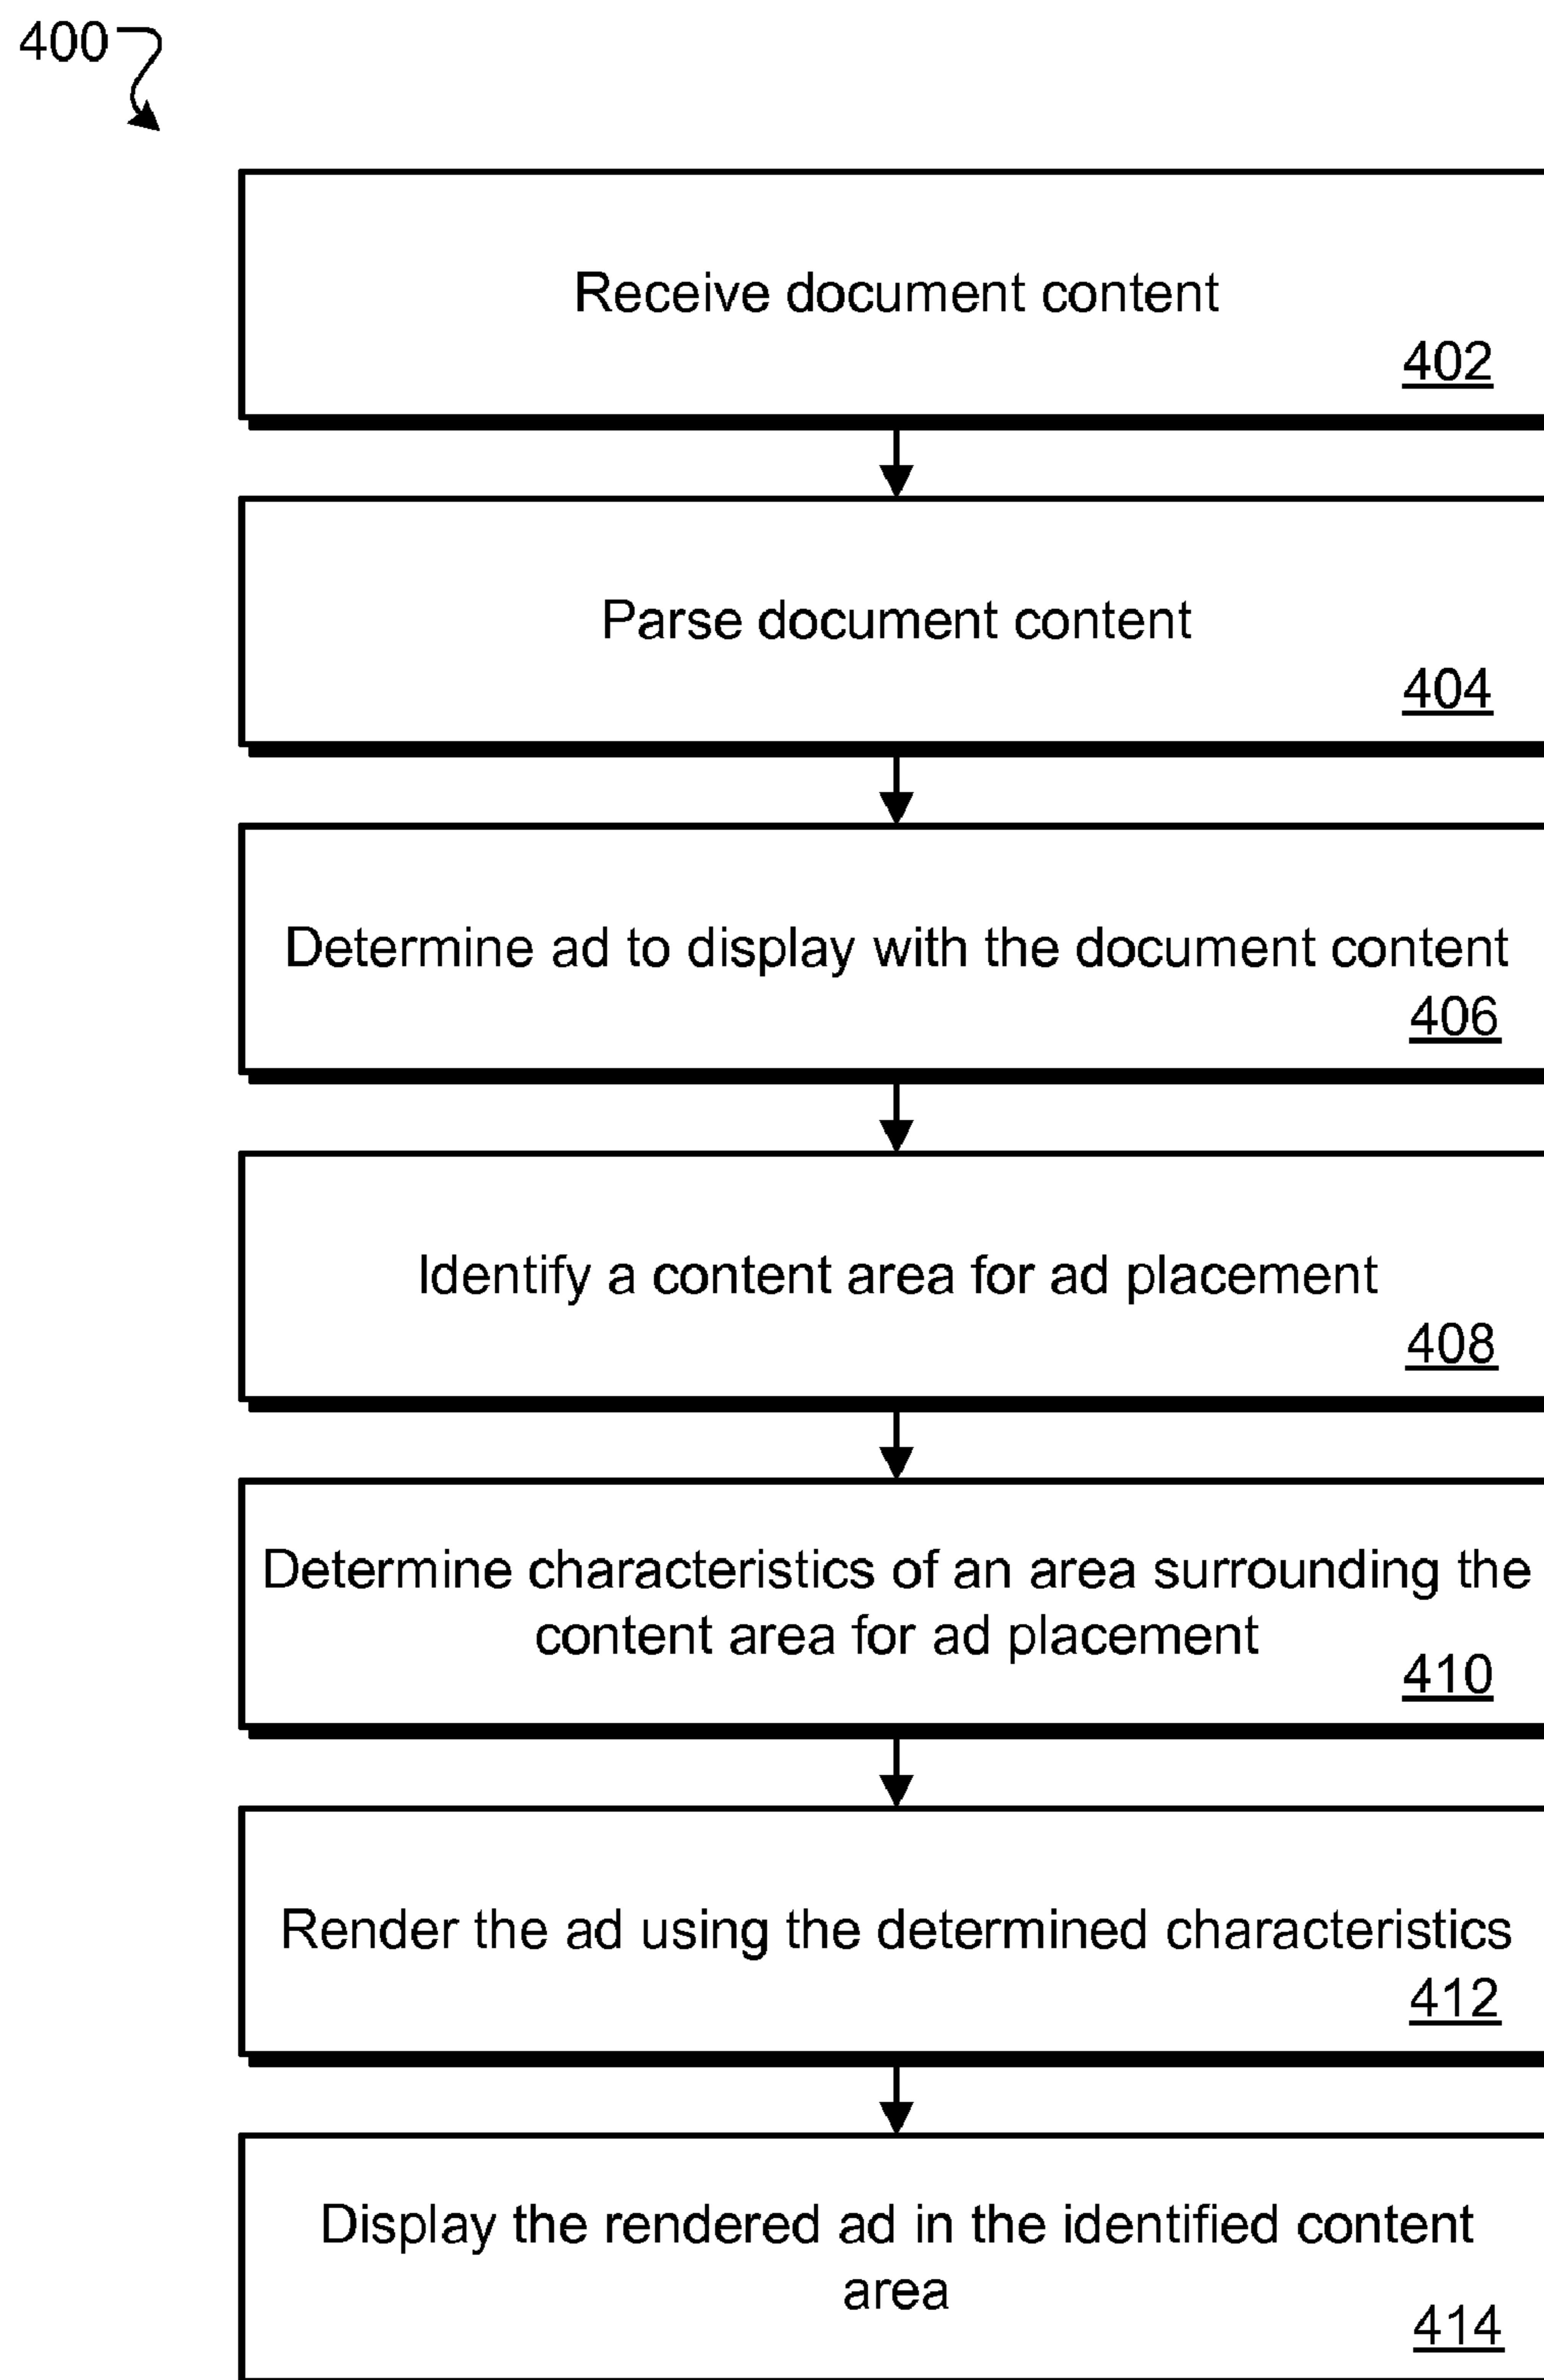 400
Receive document content
402
Parse document content
404
Determine ad to display with the document content
406
Identify a content area for ad placement
408
Determine characteristics of an area surrounding the
content area for ad placement
410
Render the ad using the determined characteristics
412
Display the rendered ad in the identified content
area
414